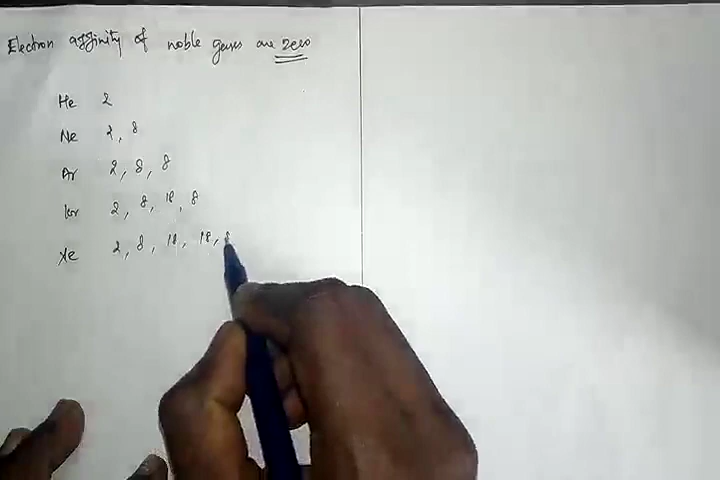 Electron affinity of noble gases are zero
He 2
Ne 2, 8
Ar 2, 8, 8
Kr 2, 8, 18, 8
Xe 2, 8, 18, 18, 8